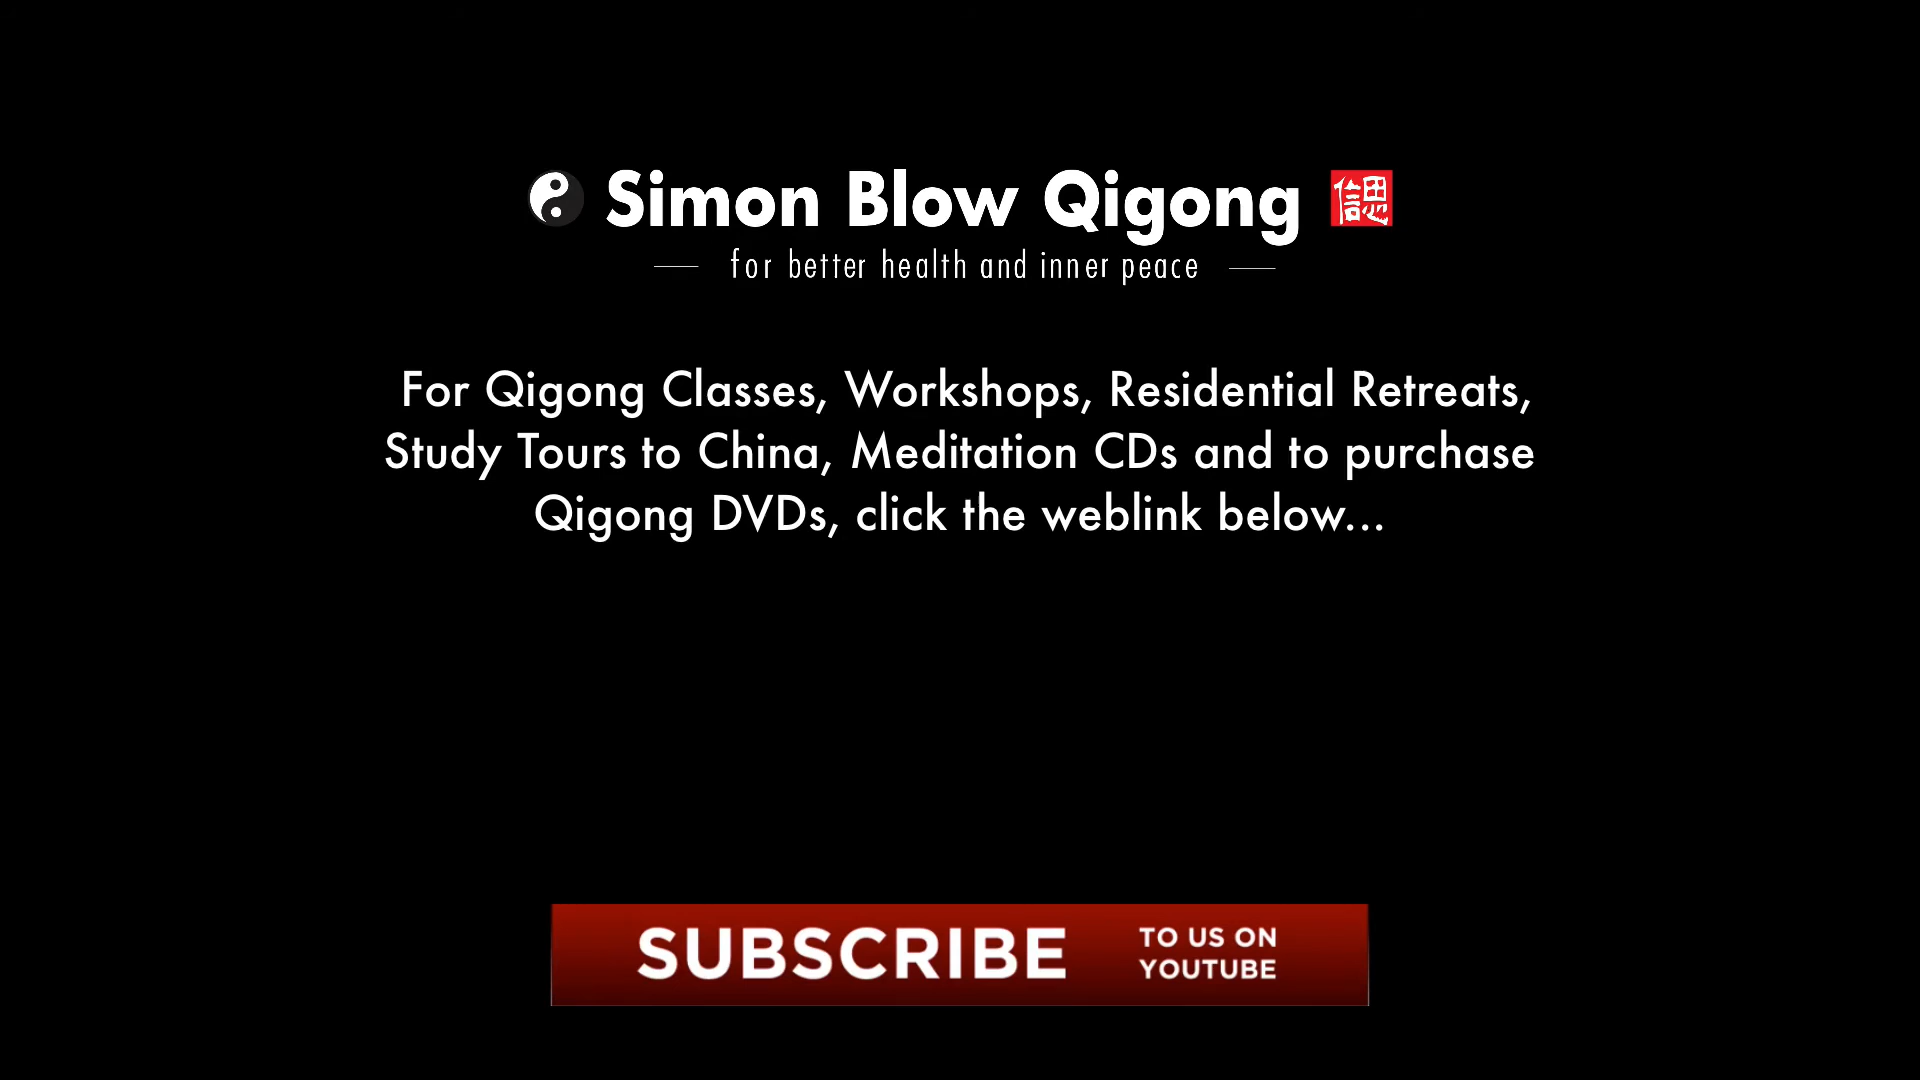 Simon Blow Qigong
for better health and inner peace
For Qigong Classes, Workshops, Residential Retreats,
Study Tours to China, Meditation CDs and to purchase
Qigong DVDs, click the weblink below...
SUBSCRIBE TO US ON
YOUTUBE